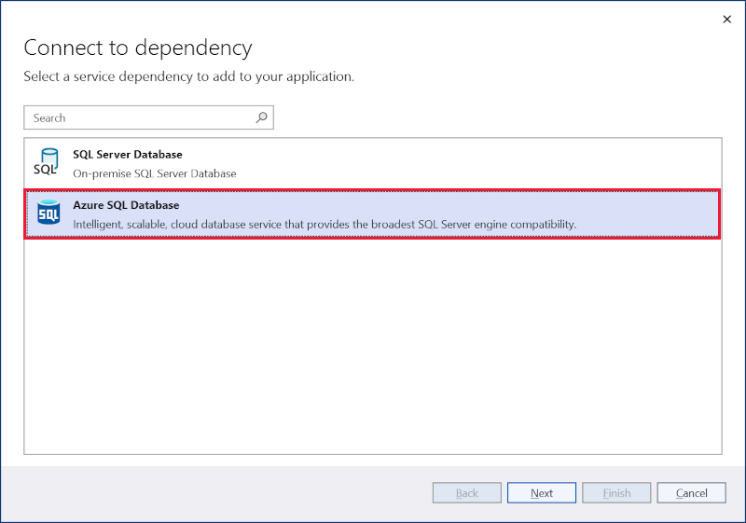 Connect to dependency
Select a service dependency to add to your application.
Search
SQL
SQL Server Database
On-premise SQL Server Database
SQL
Azure SQL Database
Intelligent, scalable, cloud database service that provides the broadest SQL Server engine compatibility.
Back
Next
Finish
Cancel